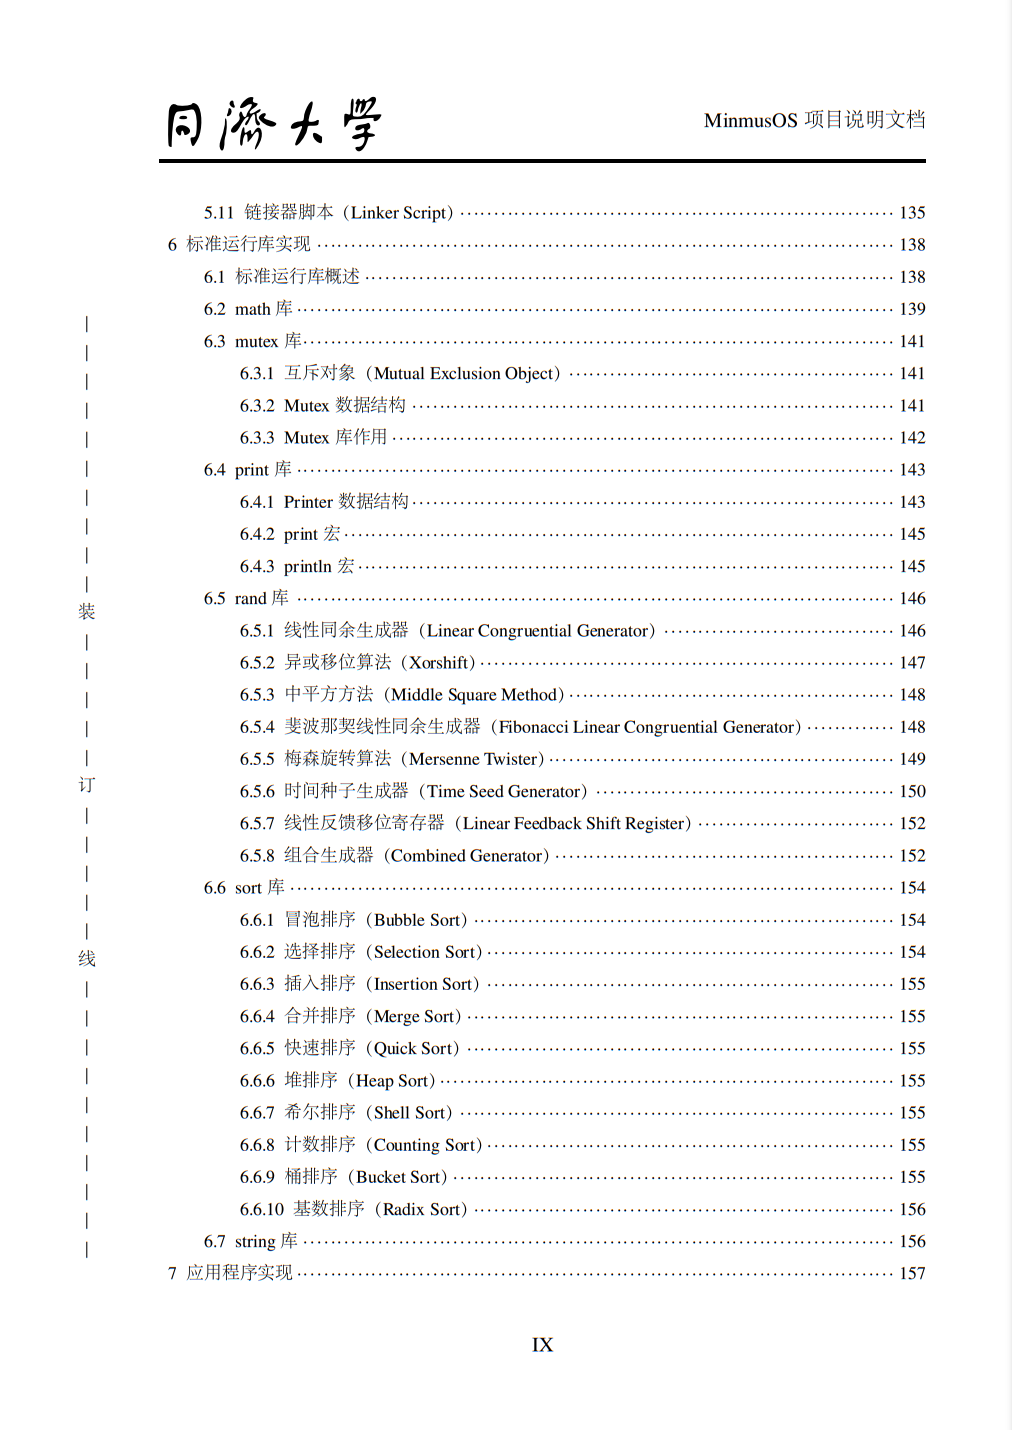 同济大学
MinmusOS 项目说明文档
5.11 链接器脚本（Linker Script） 135
6 标准运行库实现 138
6.1 标准运行库概述 138
6.2 math 库 139
6.3 mutex 库 141
6.3.1 互斥对象（Mutual Exclusion Object） 141
6.3.2 Mutex 数据结构 141
6.3.3 Mutex 库作用 142
6.4 print 库 143
6.4.1 Printer 数据结构 143
6.4.2 print 宏 145
6.4.3 println 宏 145
6.5 rand 库 146
6.5.1 线性同余生成器（Linear Congruential Generator） 146
6.5.2 异或移位算法（Xorshift） 147
6.5.3 中平方方法（Middle Square Method） 148
6.5.4 斐波那契线性同余生成器（Fibonacci Linear Congruential Generator） 148
6.5.5 梅森旋转算法（Mersenne Twister） 149
6.5.6 时间种子生成器（Time Seed Generator） 150
6.5.7 线性反馈移位寄存器（Linear Feedback Shift Register） 152
6.5.8 组合生成器（Combined Generator） 152
6.6 sort 库 154
6.6.1 冒泡排序（Bubble Sort） 154
6.6.2 选择排序（Selection Sort） 154
6.6.3 插入排序（Insertion Sort） 155
6.6.4 合并排序（Merge Sort） 155
6.6.5 快速排序（Quick Sort） 155
6.6.6 堆排序（Heap Sort） 155
6.6.7 希尔排序（Shell Sort） 155
6.6.8 计数排序（Counting Sort） 155
6.6.9 桶排序（Bucket Sort） 155
6.6.10 基数排序（Radix Sort） 156
6.7 string 库 156
7 应用程序实现 157
装
订
线
IX